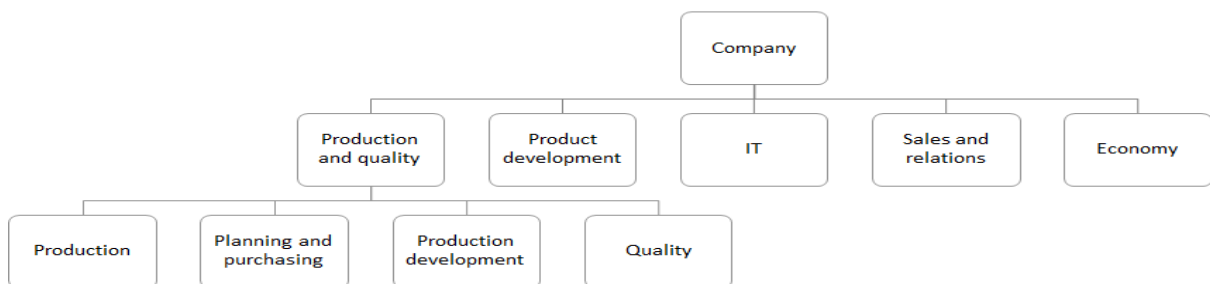 Company
Production
and quality
Product
development
IT
Sales and
relations
Economy
Production
Planning and
purchasing
Production
development
Quality